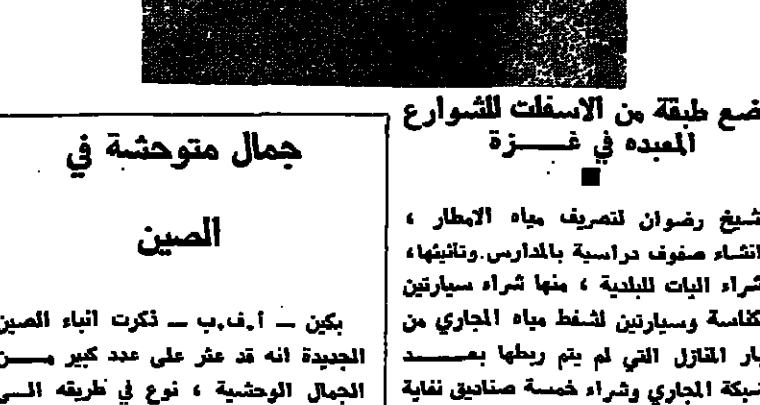 ضع طبقة من الاسفلت للشوارع
المعبده في غـــزة
شيخ رضوان لتصريف مياه الامطار ،
انشاء صفوف دراسية بالمدارس.وتاثيثها،
شراء اليات للبلدية ، منها شراء سيارتين
كناسة وسيارتين لشفط مياه المجاري من
بار المنازل التي لم يتم ربطها بعـــد
شبكة المجاري وشراء خمسة صناديق نفاية
جمال متوحشة في
الصين
بكين ــ أ.ف.ب ــ ذكرت انباء الصين
الجديدة انه قد عثر على عدد كبير مـــن
الجمال الوحشية ، نوع في طريقه الــى